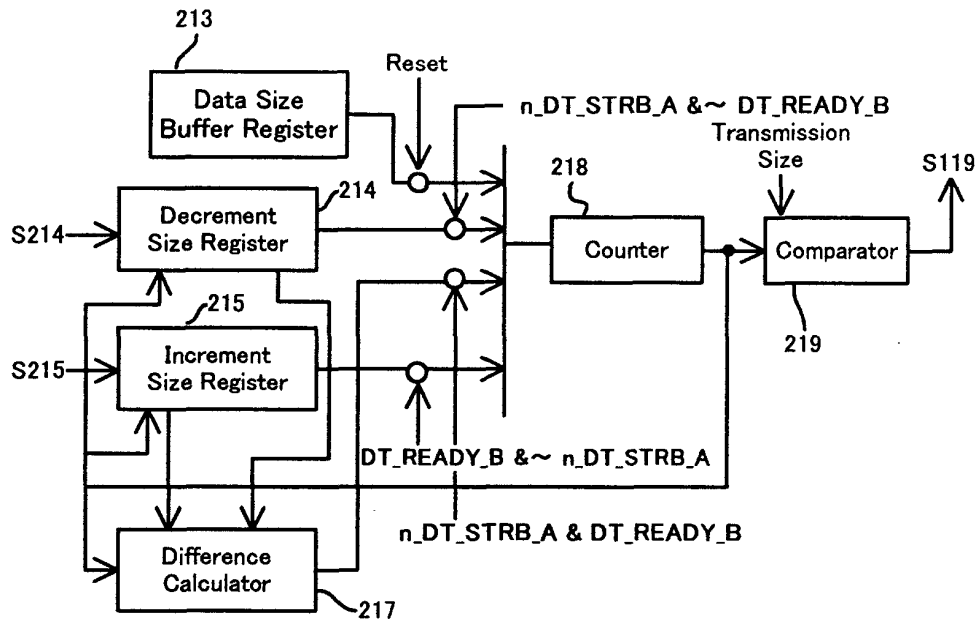 213
Reset
Data Size
Buffer Register
n_DT_STRB_A &~ DT_READY_B
Transmission
Size
S119
214
218
S214
Decrement
Size Register
Counter
Comparator
215
219
S215
Increment
Size Register
DT_READY_B &~ n_DT_STRB_A
n_DT_STRB_A & DT_READY_B
Difference
Calculator
217